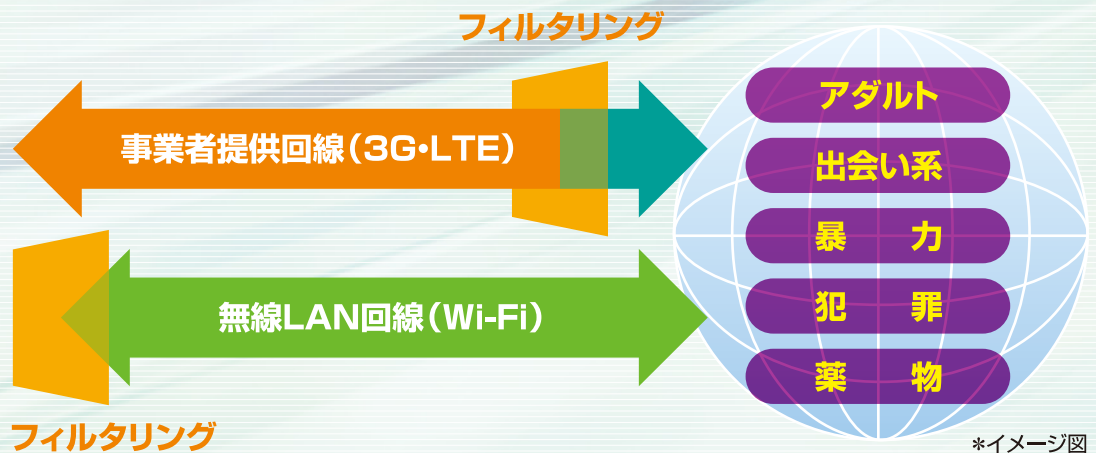 フィルタリング
事業者提供回線(3G・LTE)
無線LAN回線(Wi-Fi)
フィルタリング
アダルト
出会い系
暴 力
犯 罪
薬 物
*イメージ図